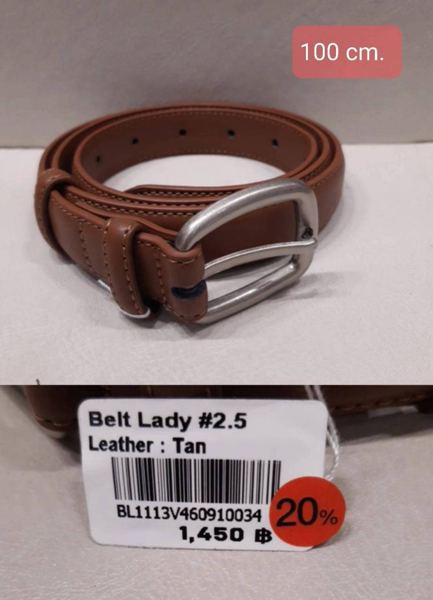 100 cm.
Belt Lady #2.5
Leather : Tan
BL1113V460910034
1,450 ฿
20%